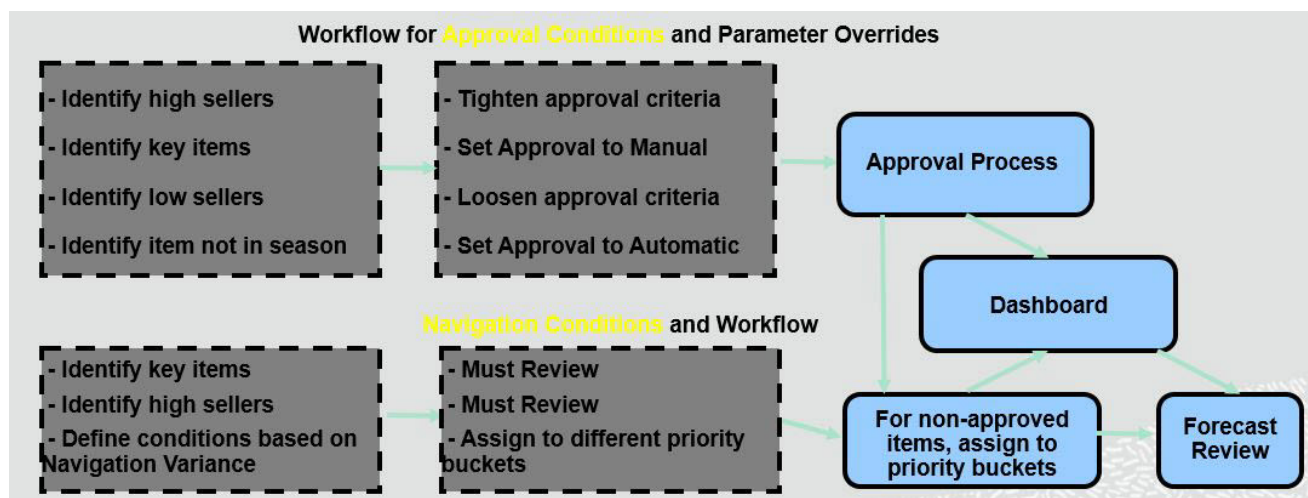 Workflow for Approval Conditions and Parameter Overrides
- Identify high sellers
- Identify key items
- Identify low sellers
- Identify item not in season
- Tighten approval criteria
- Set Approval to Manual
- Loosen approval criteria
- Set Approval to Automatic
Approval Process
Dashboard
Navigation Conditions and Workflow
- Identify key items
- Identify high sellers
- Define conditions based on
Navigation Variance
- Must Review
- Must Review
- Assign to different priority
buckets
For non-approved
items, assign to
priority buckets
Forecast
Review